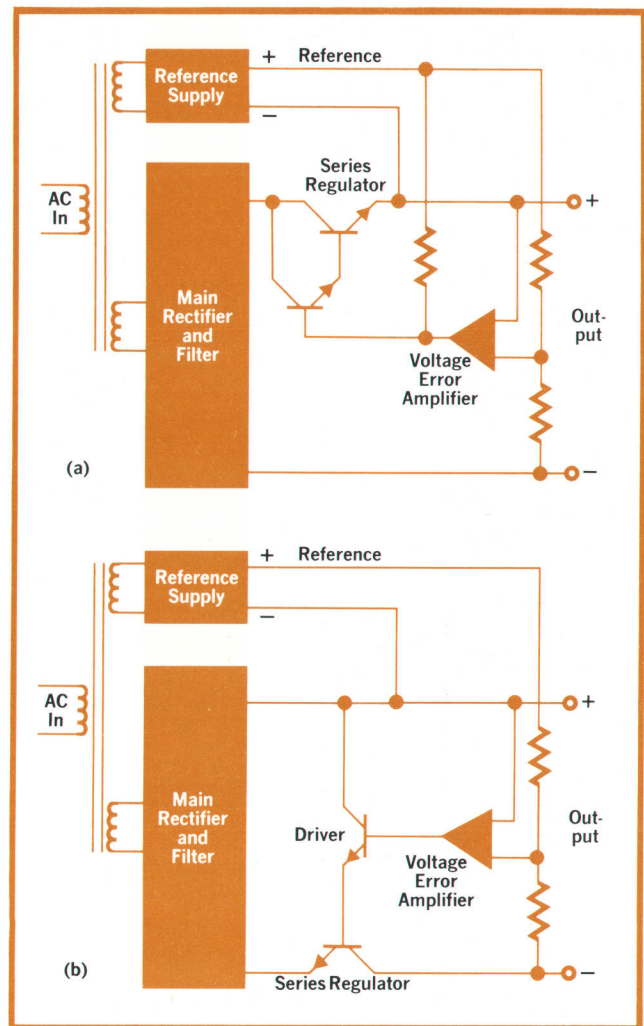 + Reference
Reference
Supply
−
Series
Regulator
AC
In
+
Main
Rectifier
and
Filter
Out-
put
Voltage
Error
Amplifier
(a)
−
+ Reference
Reference
Supply
−
AC
In
+
Main
Rectifier
and
Filter
Driver
Out-
put
Voltage
Error
Amplifier
(b)
−
Series Regulator